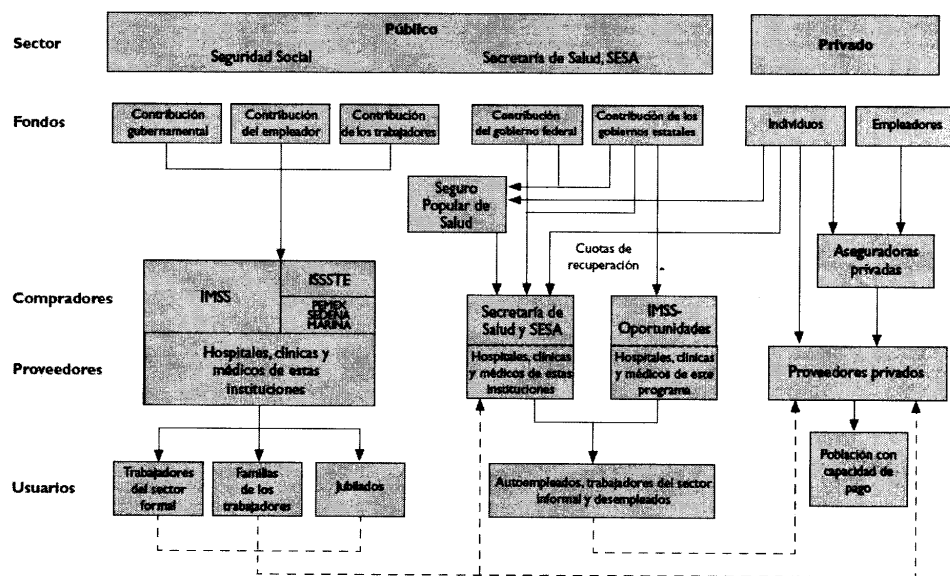 Sector
Público
Seguridad Social
Secretaría de Salud, SESA
Privado
Fondos
Contribución
gubernamental
Contribución
del empleador
Contribución
de los trabajadores
Contribución
del gobierno federal
Contribución de los
gobiernos estatales
Individuos
Empleadores
Seguro
Popular de
Salud
Cuotas de
recuperación
Aseguradoras
privadas
Compradores
IMSS
ISSSTE
PEMEX
SEDENA
MARINA
Secretaría de
Salud y SESA
IMSS-
Oportunidades
Proveedores
Hospitales, clínicas y
médicos de estas
instituciones
Hospitales, clínicas
y médicos de estas
instituciones
Hospitales, clínicas
y médicos de este
programa
Proveedores privados
Usuarios
Trabajadores
del sector
formal
Familias
de los
trabajadores
Jubilados
Autoempleados, trabajadores del sector
informal y desempleados
Población con
capacidad de
pago